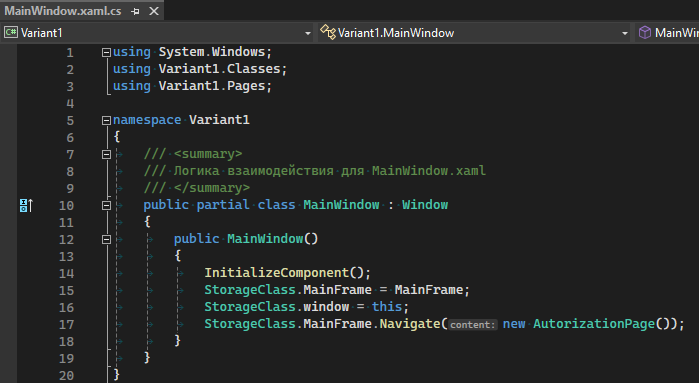 MainWindow.xaml.cs
Variant1 Variant1.MainWindow MainWin
1 using System.Windows;
2 using Variant1.Classes;
3 using Variant1.Pages;
4
5 namespace Variant1
6 {
7 /// <summary>
8 /// Логика взаимодействия для MainWindow.xaml
9 /// </summary>
10 public partial class MainWindow : Window
11 {
12 public MainWindow()
13 {
14 InitializeComponent();
15 StorageClass.MainFrame = MainFrame;
16 StorageClass.window = this;
17 StorageClass.MainFrame.Navigate(content: new AutorizationPage());
18 }
19 }
20 }